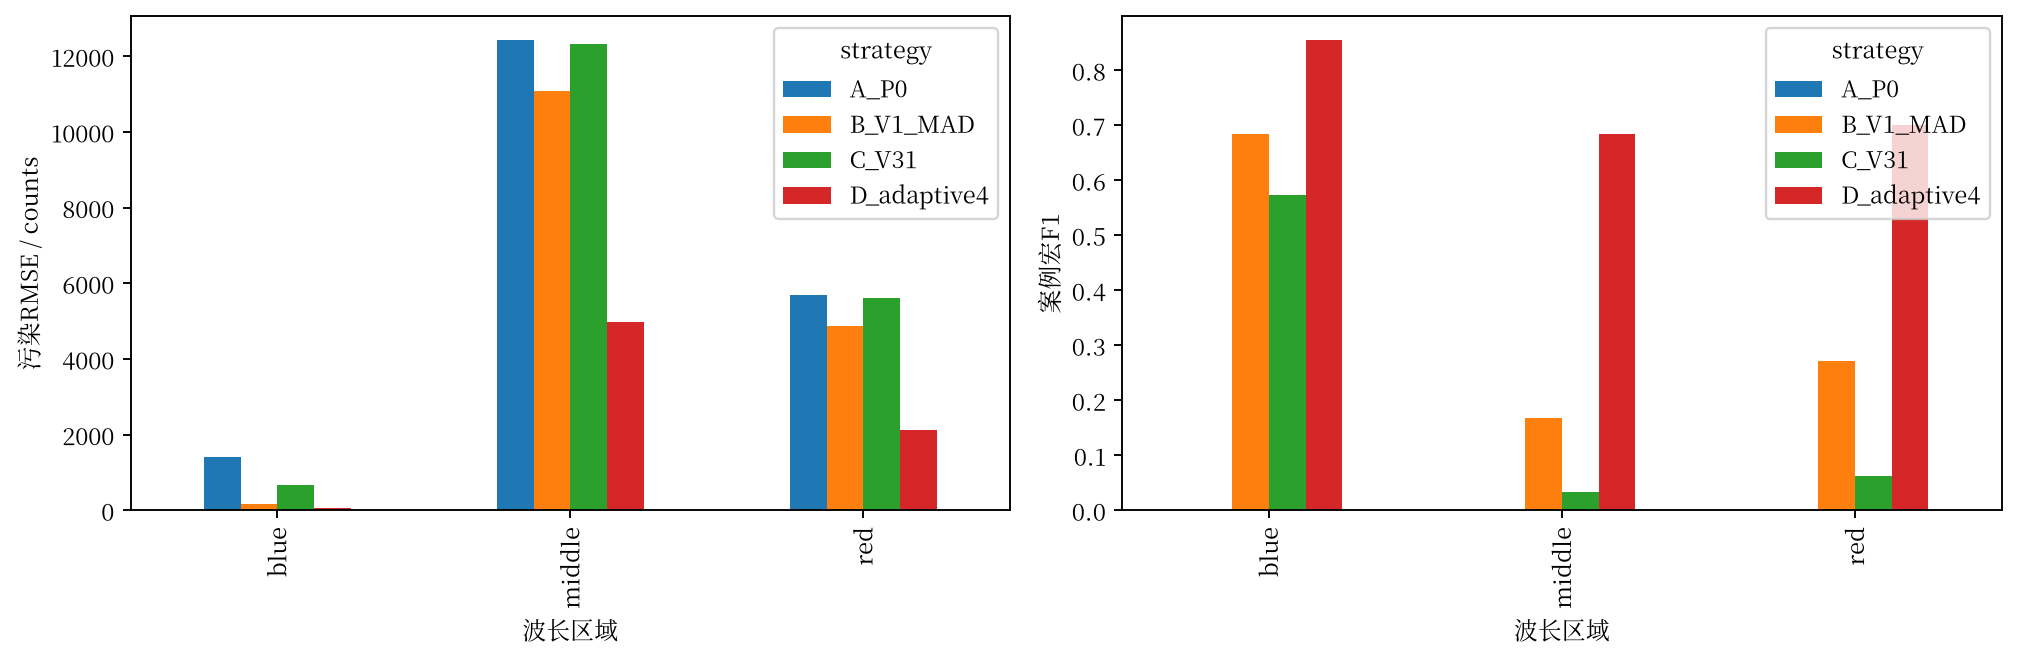 污染RMSE / counts
12000
10000
8000
6000
4000
2000
0
strategy
A_P0
B_V1_MAD
C_V31
D_adaptive4
blue
middle
red
波长区域
案例宏F1
0.8
0.7
0.6
0.5
0.4
0.3
0.2
0.1
0.0
strategy
A_P0
B_V1_MAD
C_V31
D_adaptive4
blue
middle
red
波长区域